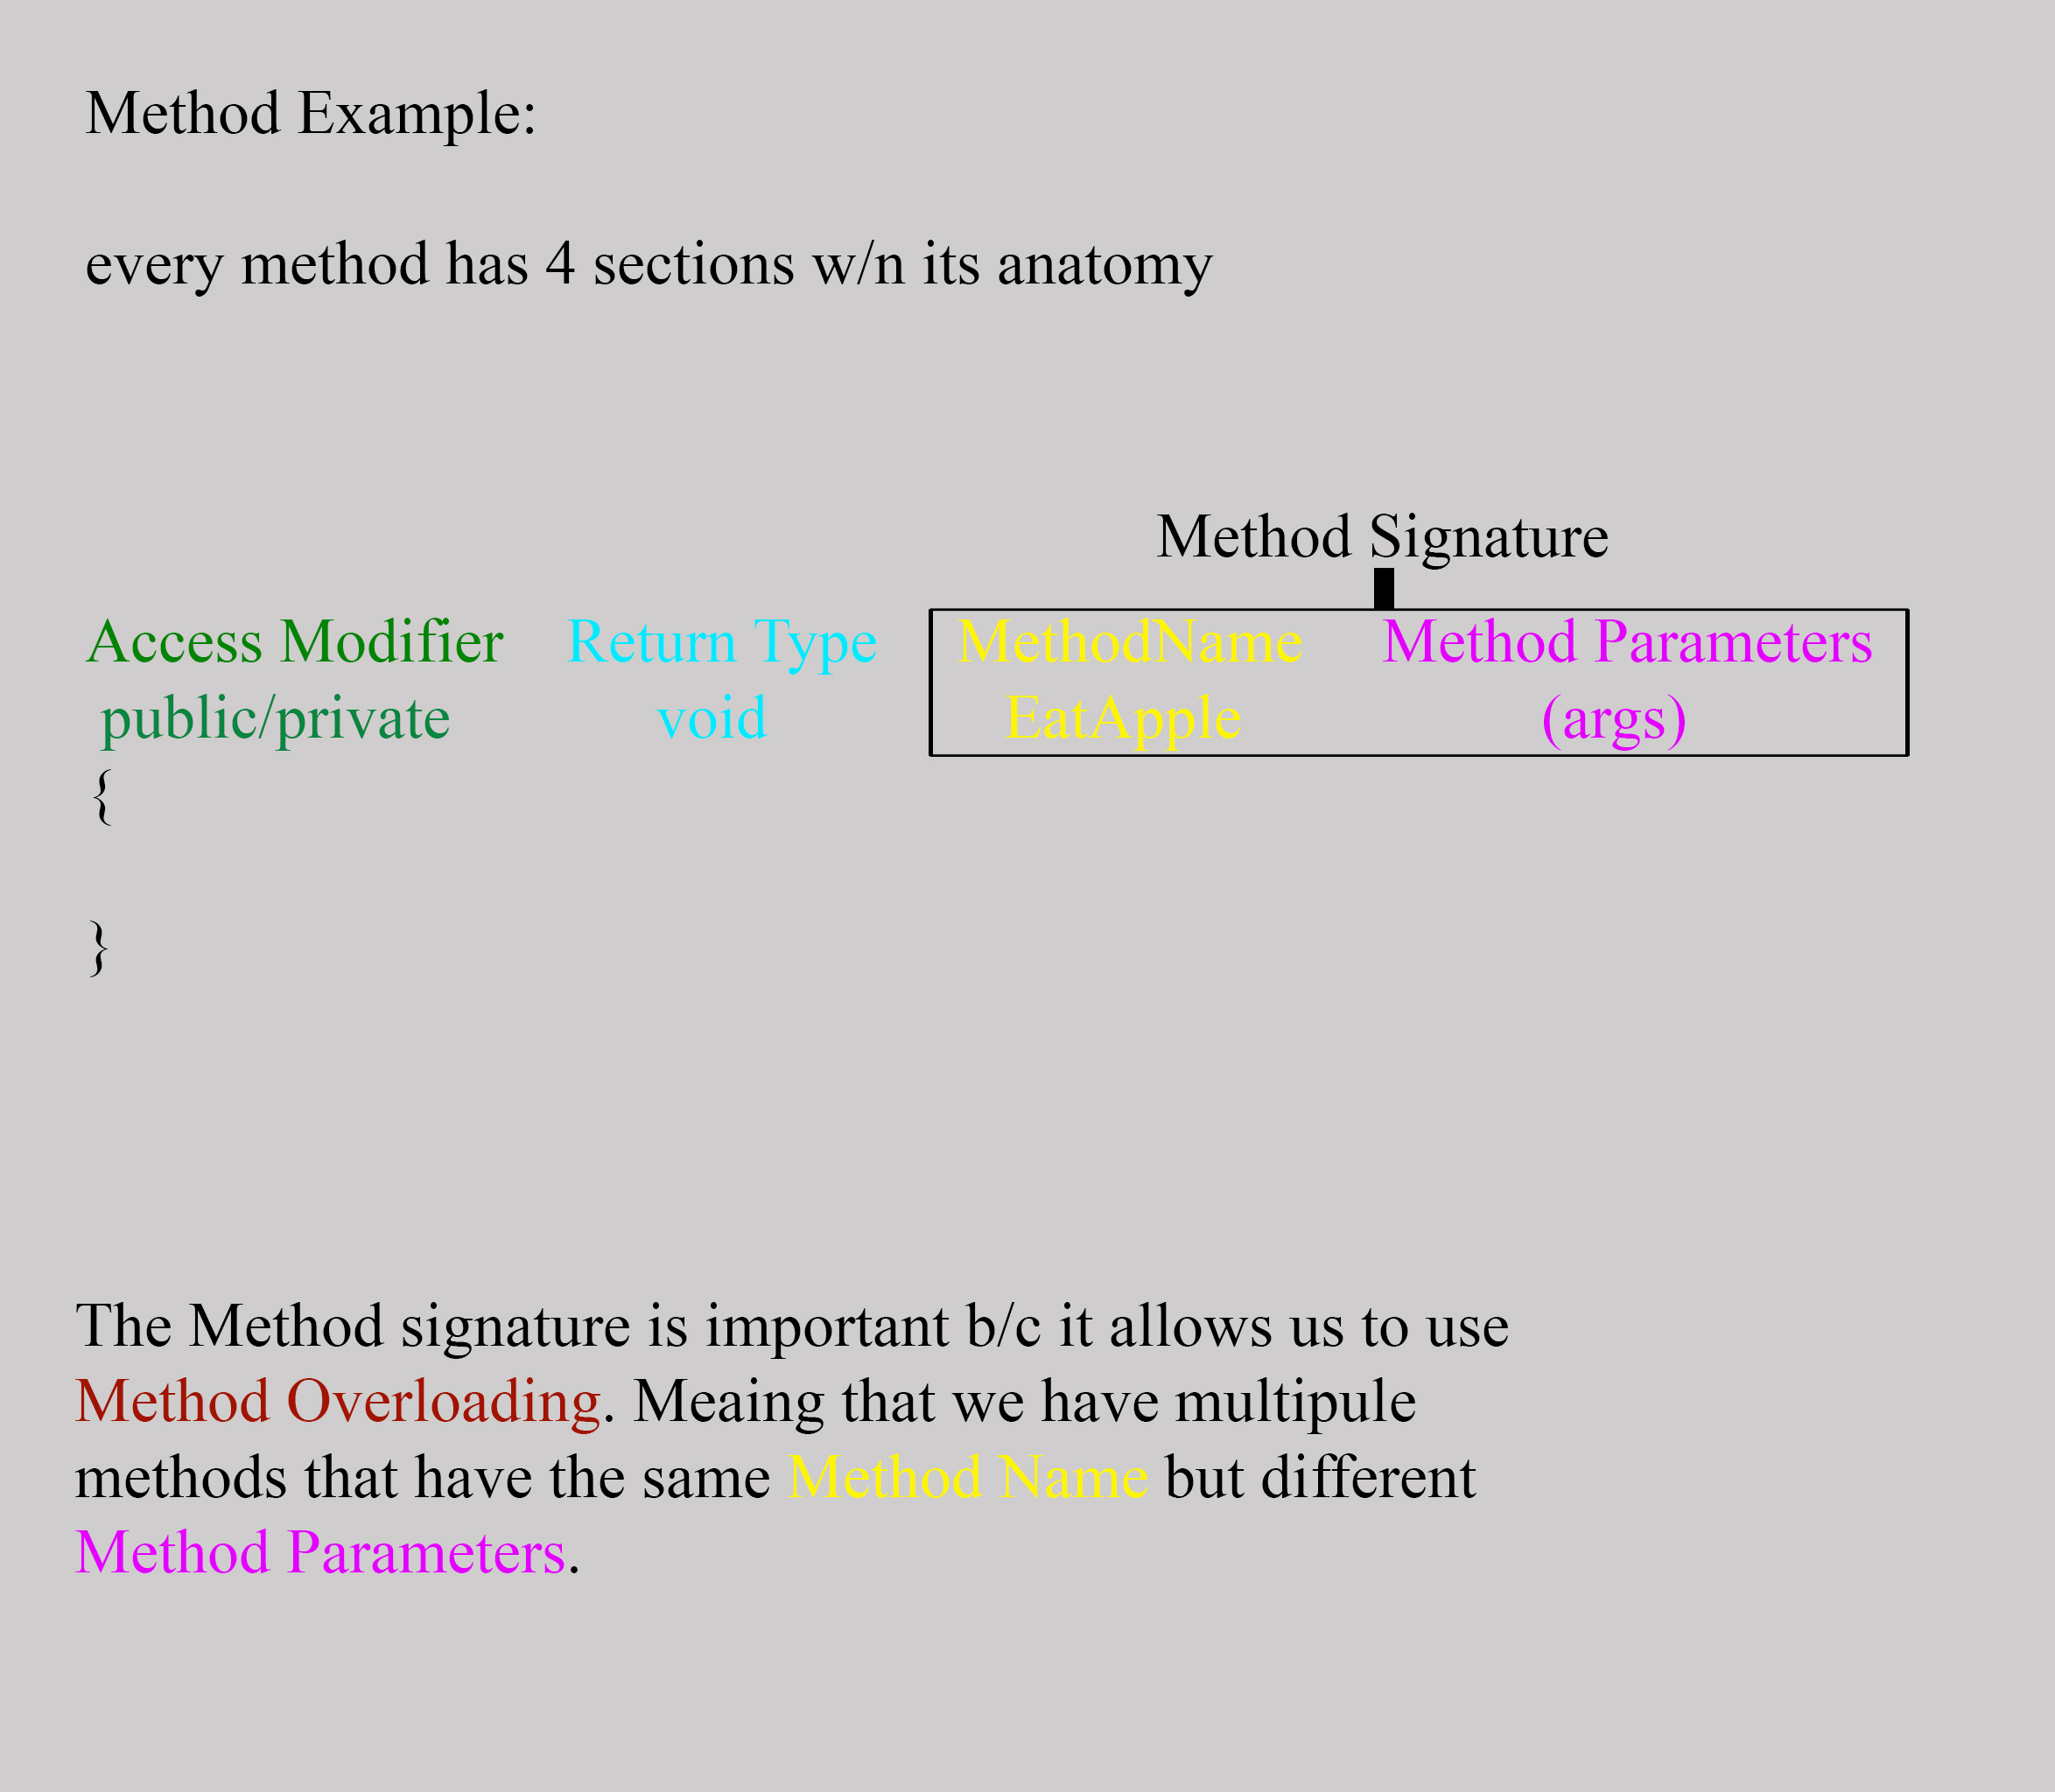 Method Example:
every method has 4 sections w/n its anatomy
Method Signature
Access Modifier Return Type MethodName Method Parameters
public/private void EatApple (args)
{
}
The Method signature is important b/c it allows us to use
Method Overloading. Meaing that we have multipule
methods that have the same Method Name but different
Method Parameters.